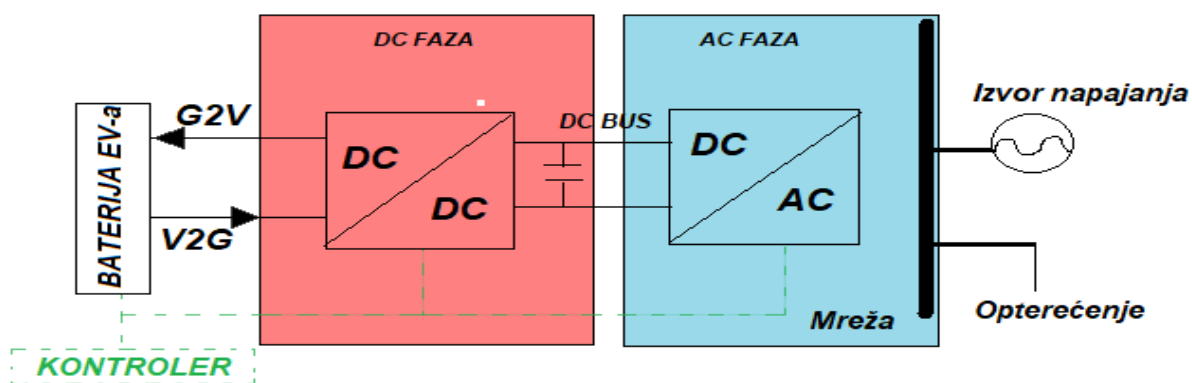 DC FAZA
AC FAZA
Izvor napajanja
G2V
DC BUS
DC
DC
DC
AC
BATERIJA EV-a
V2G
Mreža
Opterećenje
KONTROLER